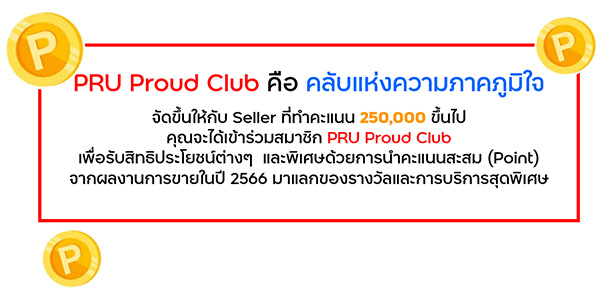 P
P
PRU Proud Club คือ คลับแห่งความภาคภูมิใจ
จัดขึ้นให้กับ Seller ที่ทำคะแนน 250,000 ขึ้นไป
คุณจะได้เข้าร่วมสมาชิก PRU Proud Club
เพื่อรับสิทธิประโยชน์ต่างๆ และพิเศษด้วยการนำคะแนนสะสม (Point)
จากผลงานการขายในปี 2566 มาแลกของรางวัลและการบริการสุดพิเศษ
P